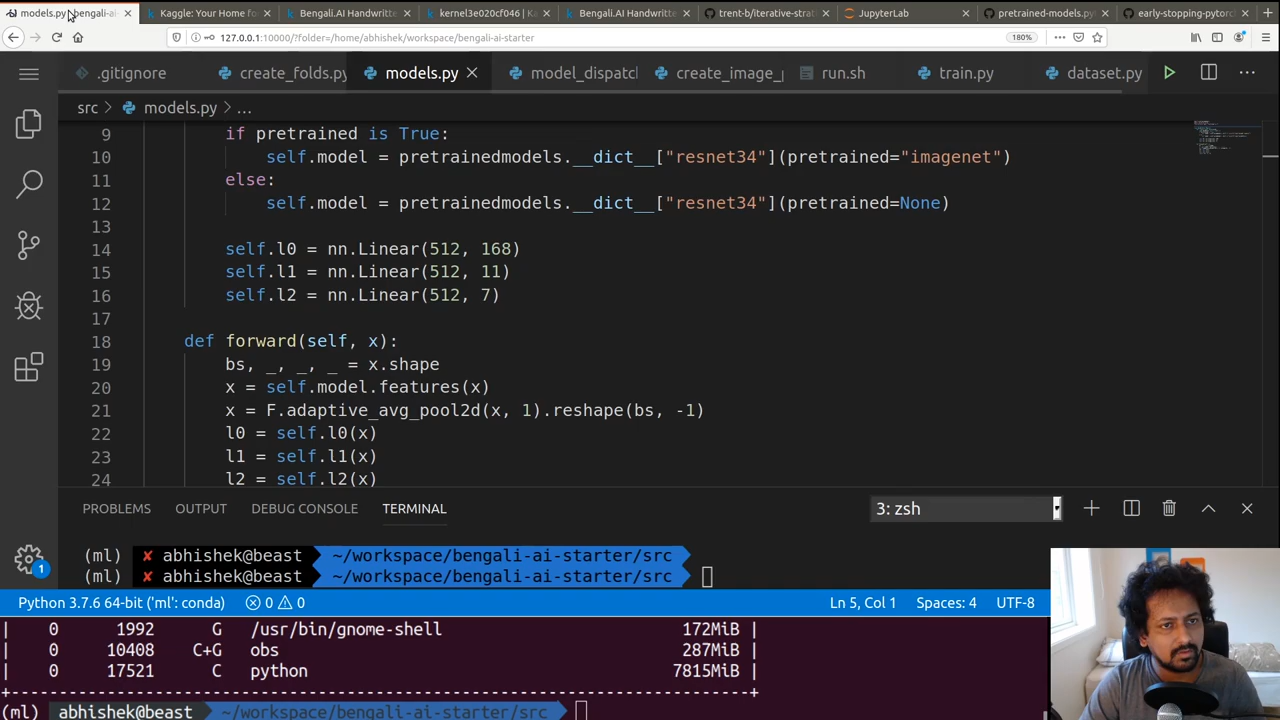 models.py - bengali-ai-
Kaggle: Your Home fo
Bengali.AI Handwritte
kernel3e020cf046 | Ka
Bengali.AI Handwritte
trent-b/iterative-strati
JupyterLab
pretrained-models.py
early-stopping-pytorc
127.0.0.1:10000/?folder=/home/abhishek/workspace/bengali-ai-starter
180%
.gitignore
create_folds.py
models.py
model_dispatc
create_image_
run.sh
train.py
dataset.py
src > models.py > ...
9 if pretrained is True:
10 self.model = pretrainedmodels.__dict__["resnet34"](pretrained="imagenet")
11 else:
12 self.model = pretrainedmodels.__dict__["resnet34"](pretrained=None)
13
14 self.l0 = nn.Linear(512, 168)
15 self.l1 = nn.Linear(512, 11)
16 self.l2 = nn.Linear(512, 7)
17
18 def forward(self, x):
19 bs, _, _, _ = x.shape
20 x = self.model.features(x)
21 x = F.adaptive_avg_pool2d(x, 1).reshape(bs, -1)
22 l0 = self.l0(x)
23 l1 = self.l1(x)
24 l2 = self.l2(x)
PROBLEMS OUTPUT DEBUG CONSOLE TERMINAL 3: zsh
(ml) ✘ abhishek@beast ~/workspace/bengali-ai-starter/src
(ml) ✘ abhishek@beast ~/workspace/bengali-ai-starter/src
1
Python 3.7.6 64-bit ('ml': conda) 0 0 Ln 5, Col 1 Spaces: 4 UTF-8
| 0 1992 G /usr/bin/gnome-shell 172MiB |
| 0 10408 C+G obs 287MiB |
| 0 17521 C python 7815MiB |
+-----------------------------------------------------------------------------+
(ml) abhishek@beast ~/workspace/bengali-ai-starter/src